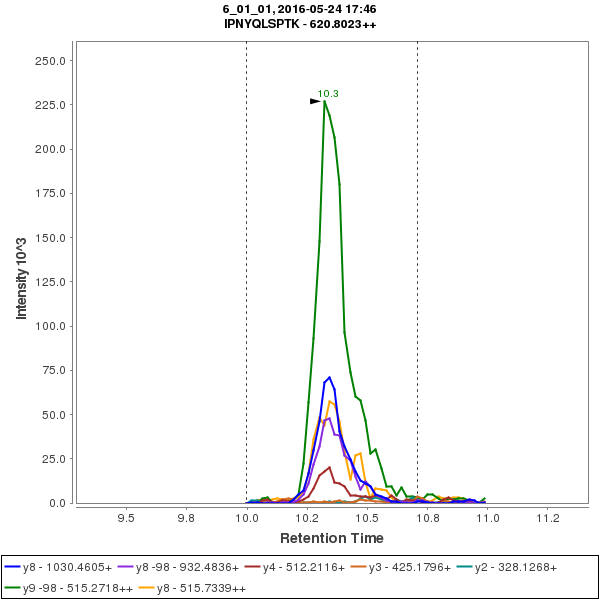 6_01_01, 2016-05-24 17:46
IPNYQLSPTK - 620.8023++
10.3
250.0
225.0
200.0
175.0
150.0
125.0
100.0
75.0
50.0
25.0
0.0
Intensity 10^3
9.5 9.8 10.0 10.2 10.5 10.8 11.0 11.2
Retention Time
y8 - 1030.4605+ y8 -98 - 932.4836+ y4 - 512.2116+ y3 - 425.1796+ y2 - 328.1268+
y9 -98 - 515.2718++ y8 - 515.7339++